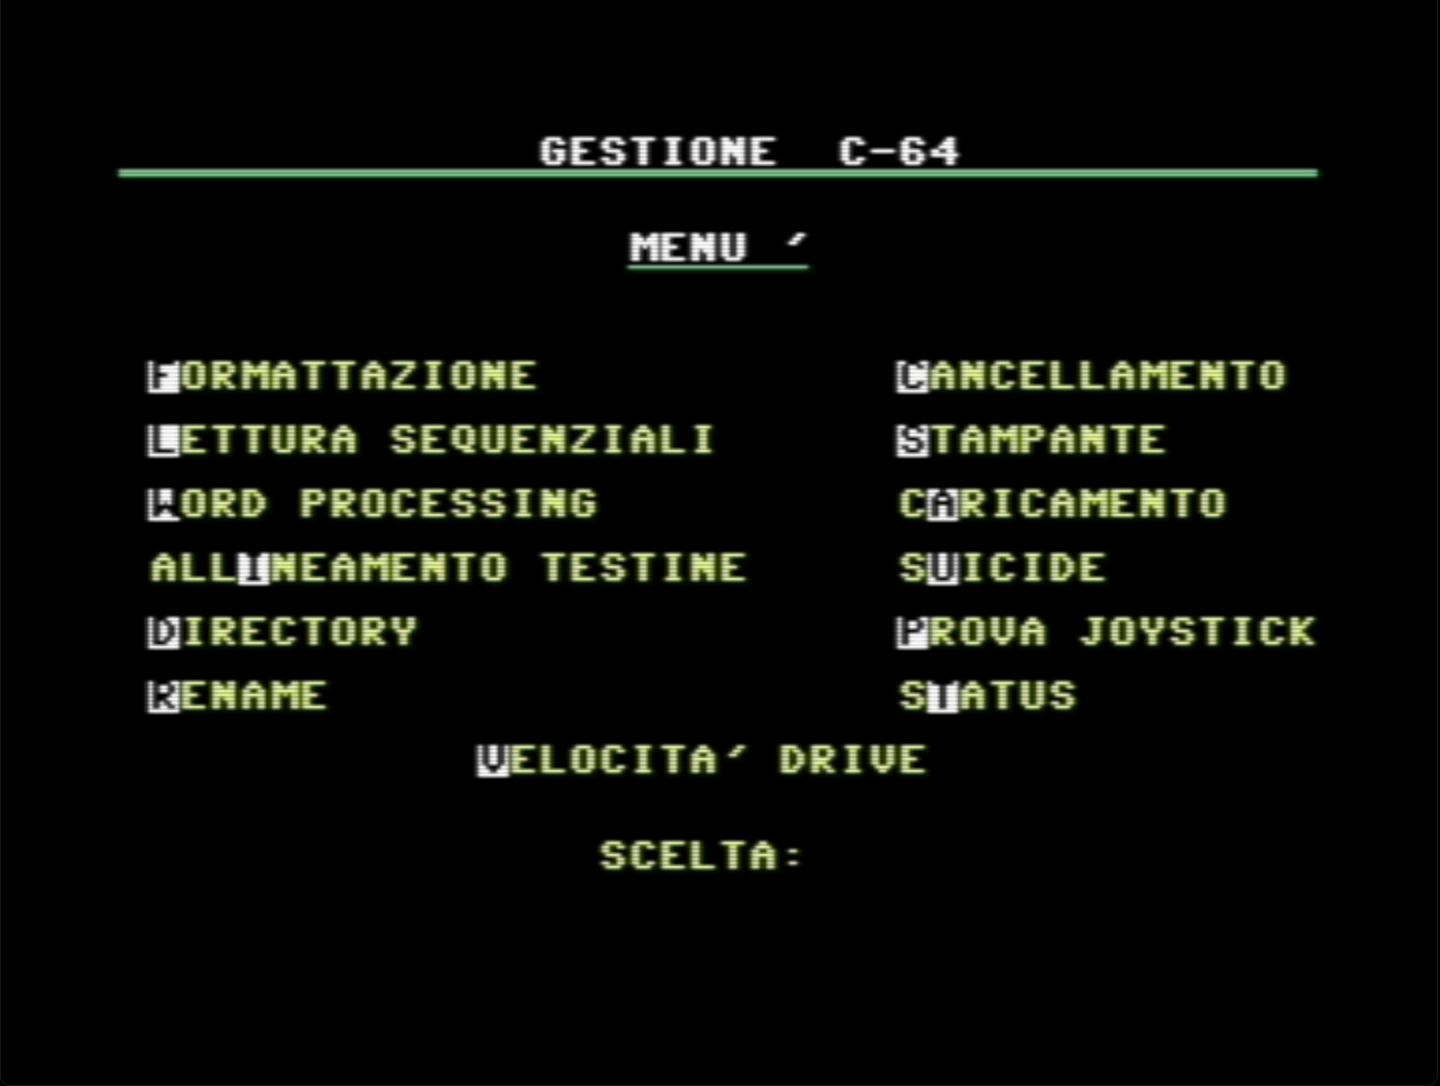 GESTIONE  C-64
MENU '
FORMATTAZIONE CANCELLAMENTO
LETTURA SEQUENZIALI STAMPANTE
WORD PROCESSING CARICAMENTO
ALLINEAMENTO TESTINE SUICIDE
DIRECTORY PROVA JOYSTICK
RENAME STATUS
VELOCITA' DRIVE
SCELTA: